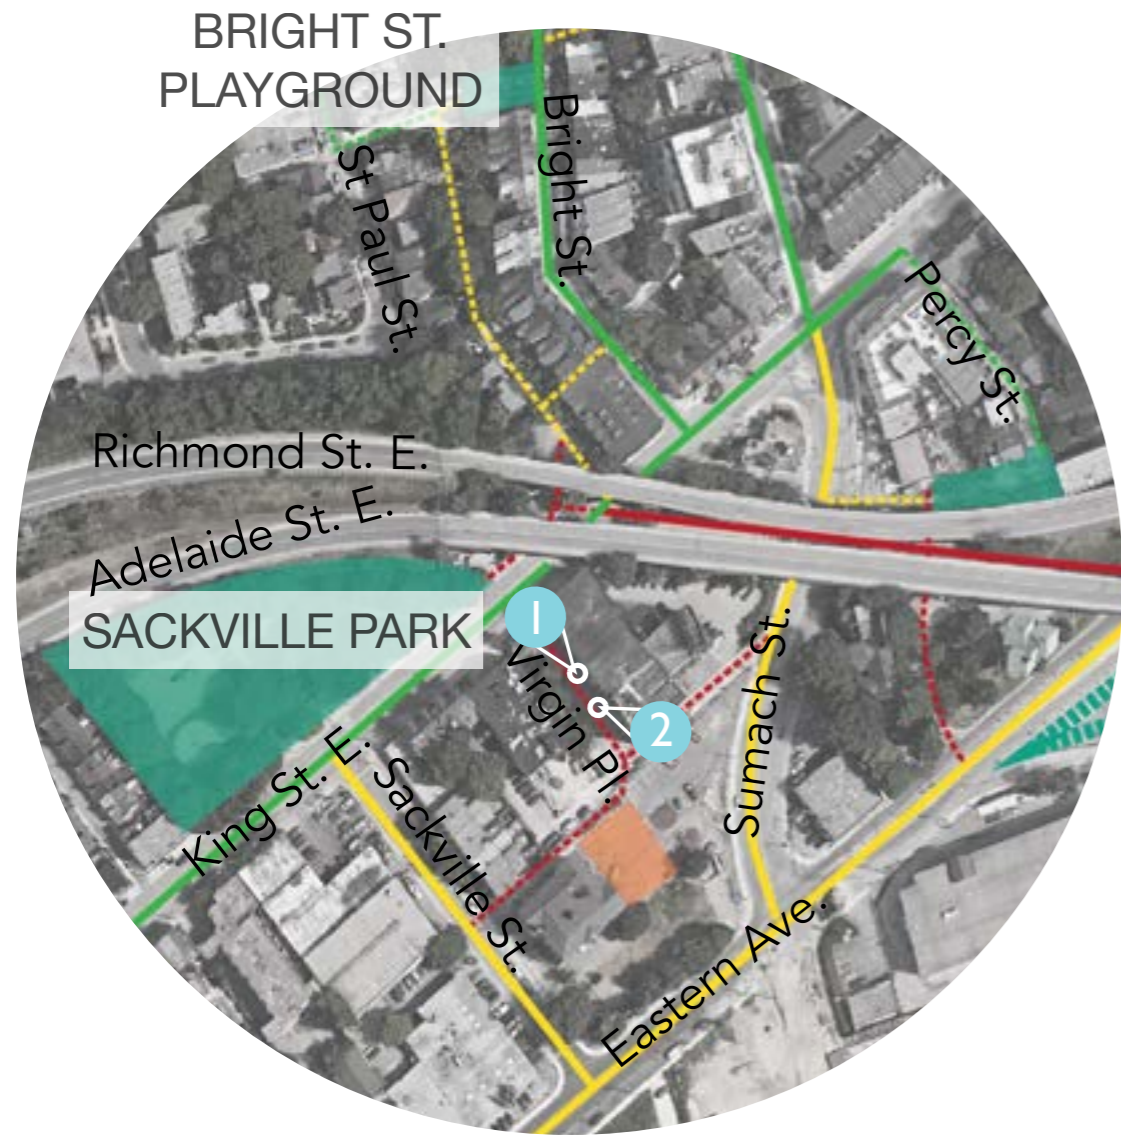 BRIGHT ST.
PLAYGROUND
Bright St.
St Paul St.
Percy St.
Richmond St. E.
Adelaide St. E.
SACKVILLE PARK
1
Virgin Pl.
2
Sumach St.
King St. E.
Sackville St.
Eastern Ave.